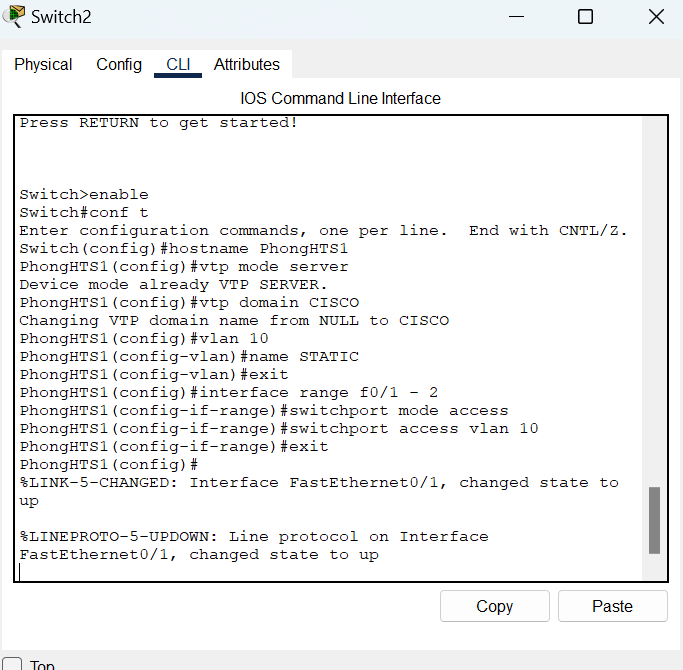 Switch2
Physical Config CLI Attributes
IOS Command Line Interface
Press RETURN to get started!
Switch>enable
Switch#conf t
Enter configuration commands, one per line.  End with CNTL/Z.
Switch(config)#hostname PhongHTS1
PhongHTS1(config)#vtp mode server
Device mode already VTP SERVER.
PhongHTS1(config)#vtp domain CISCO
Changing VTP domain name from NULL to CISCO
PhongHTS1(config)#vlan 10
PhongHTS1(config-vlan)#name STATIC
PhongHTS1(config-vlan)#exit
PhongHTS1(config)#interface range f0/1 - 2
PhongHTS1(config-if-range)#switchport mode access
PhongHTS1(config-if-range)#switchport access vlan 10
PhongHTS1(config-if-range)#exit
PhongHTS1(config)#
%LINK-5-CHANGED: Interface FastEthernet0/1, changed state to
up
%LINEPROTO-5-UPDOWN: Line protocol on Interface
FastEthernet0/1, changed state to up
Copy Paste
Top